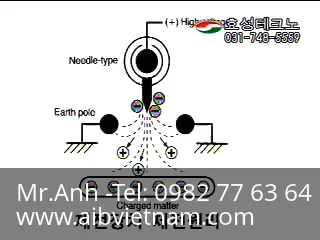 (+) High
효성테크노
031-748-5559
Needle-type
Earth pole
Charged matter
Mr.Anh -Tel: 0982 77 63 64
www.aibvietnam.com